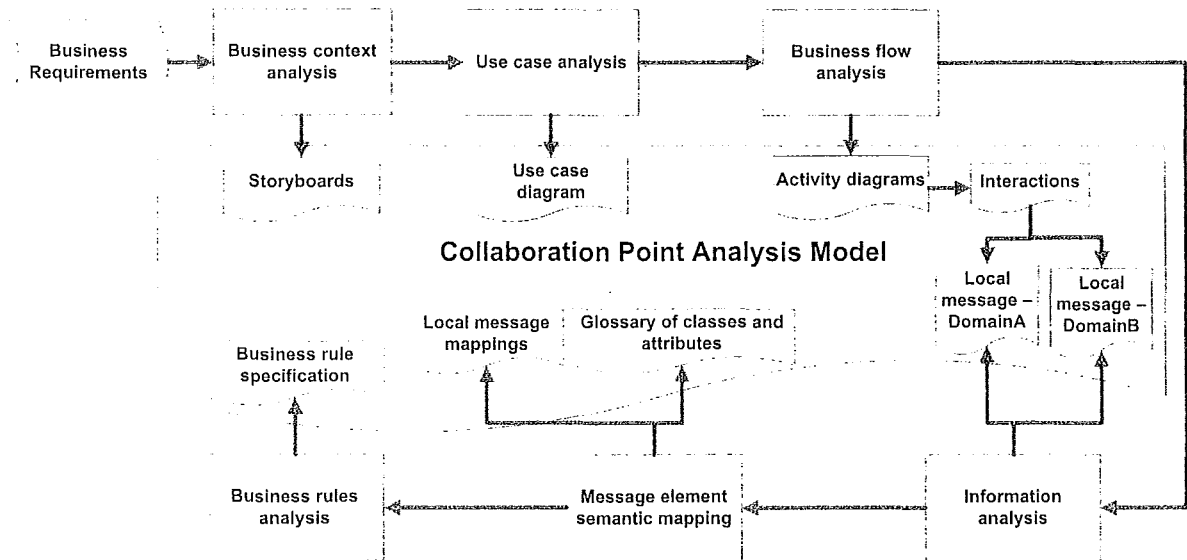 Business
Requirements
Business context
analysis
Use case analysis
Business flow
analysis
Storyboards
Use case
diagram
Activity diagrams
Interactions
Collaboration Point Analysis Model
Local
message –
DomainA
Local
message –
DomainB
Local message
mappings
Glossary of classes and
attributes
Business rule
specification
Business rules
analysis
Message element
semantic mapping
Information
analysis